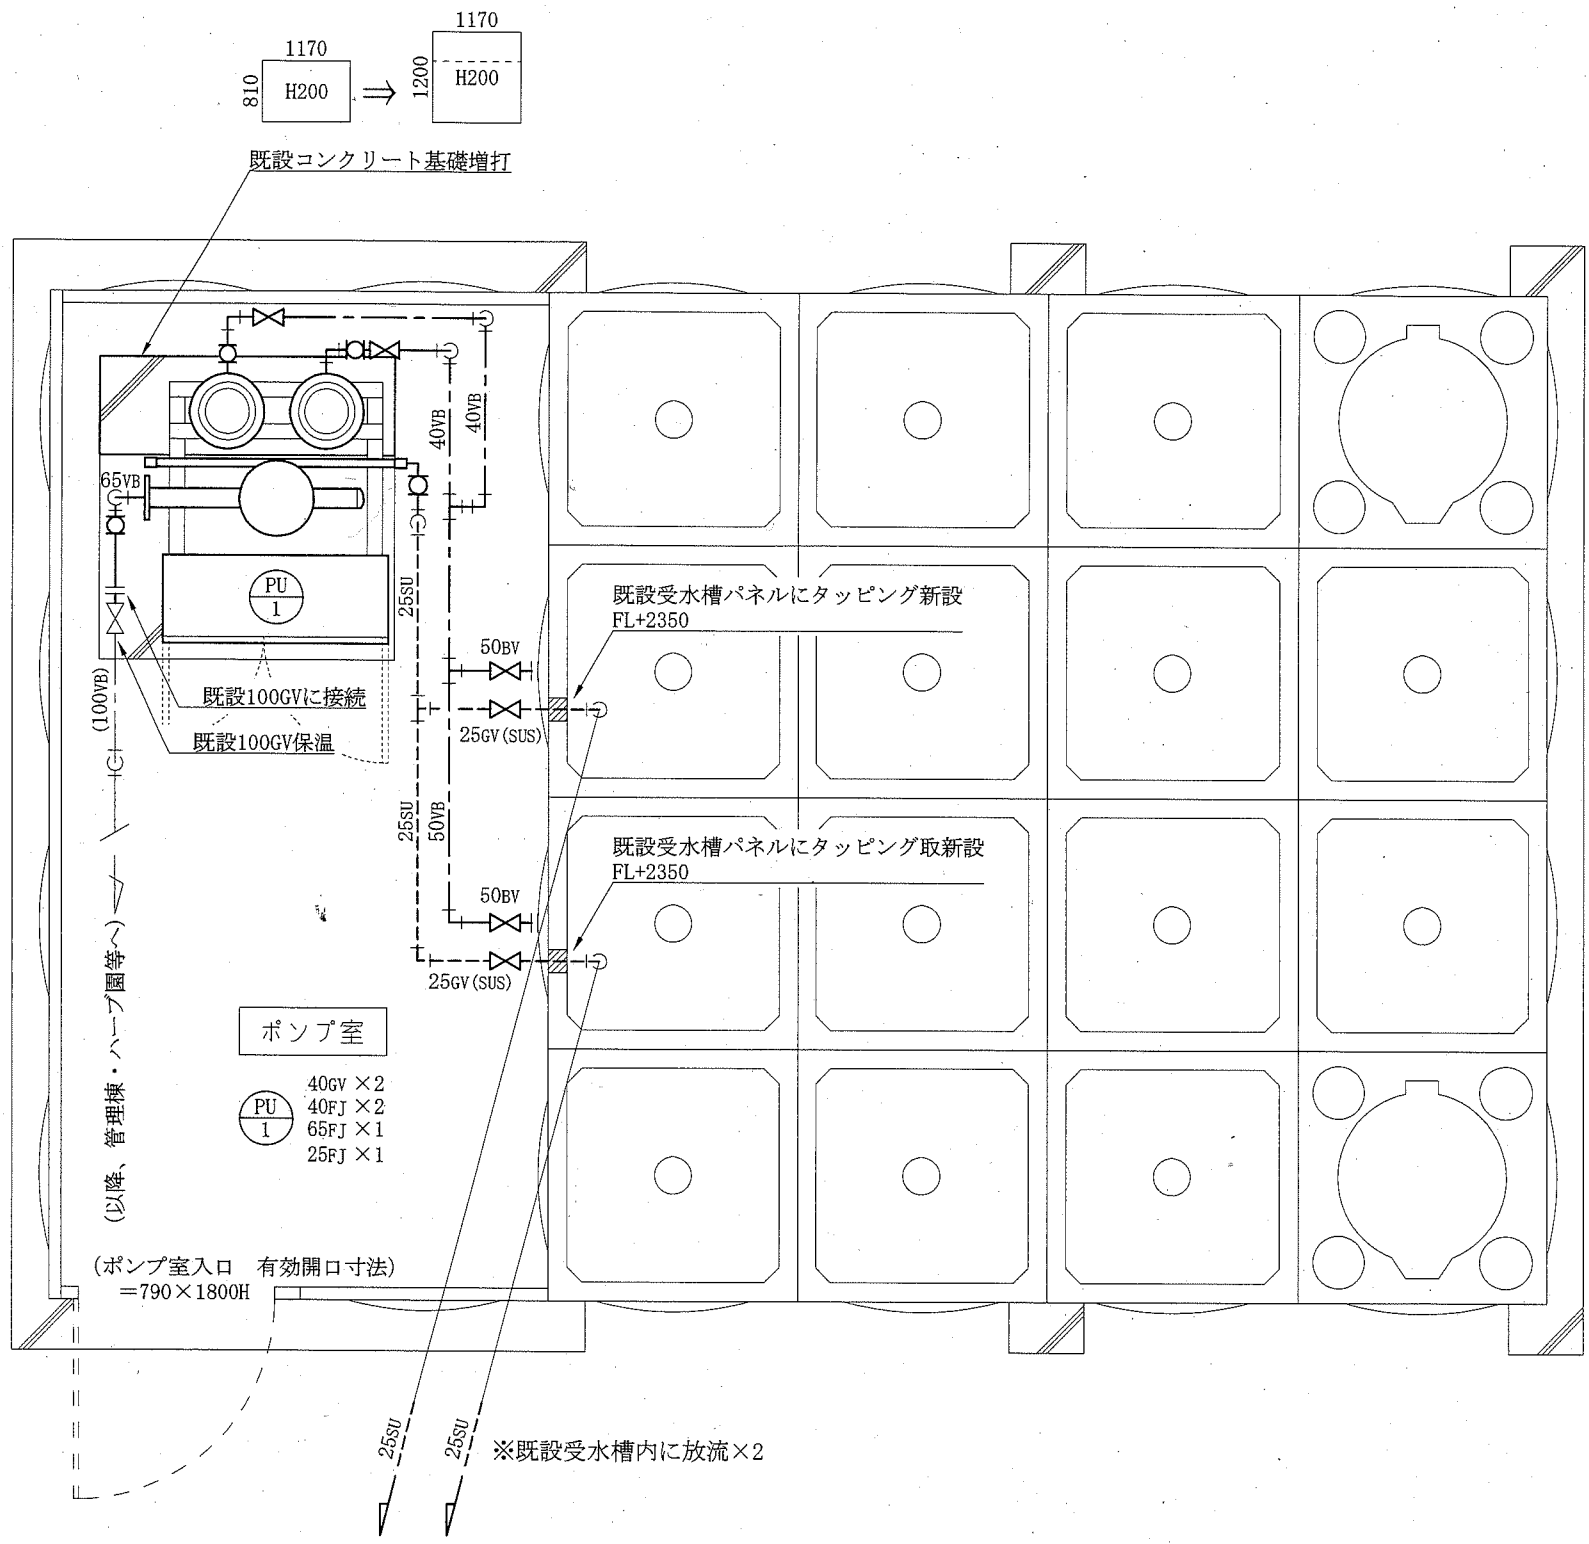 1170
810
H200
⇒
1170
1200
H200
既設コンクリート基礎増打
40VB
40VB
65VB
25SU
PU
1
既設受水槽パネルにタッピング新設
FL+2350
50BV
25GV(SUS)
(100VB)
既設100GVに接続
既設100GV保温
25SU
50VB
既設受水槽パネルにタッピング取新設
FL+2350
50BV
25GV(SUS)
(以降、管理棟・ハーブ園等へ)
ポンプ室
PU
1
40GV ×2
40FJ ×2
65FJ ×1
25FJ ×1
(ポンプ室入口 有効開口寸法)
=790×1800H
25SU
25SU
※既設受水槽内に放流×2